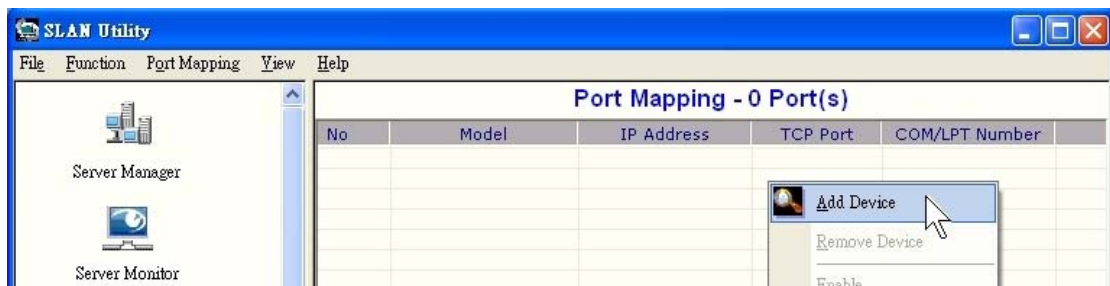 SLAN Utility
File Function Port Mapping View Help
Port Mapping - 0 Port(s)
No Model IP Address TCP Port COM/LPT Number
Server Manager
Add Device
Remove Device
Server Monitor
Enable